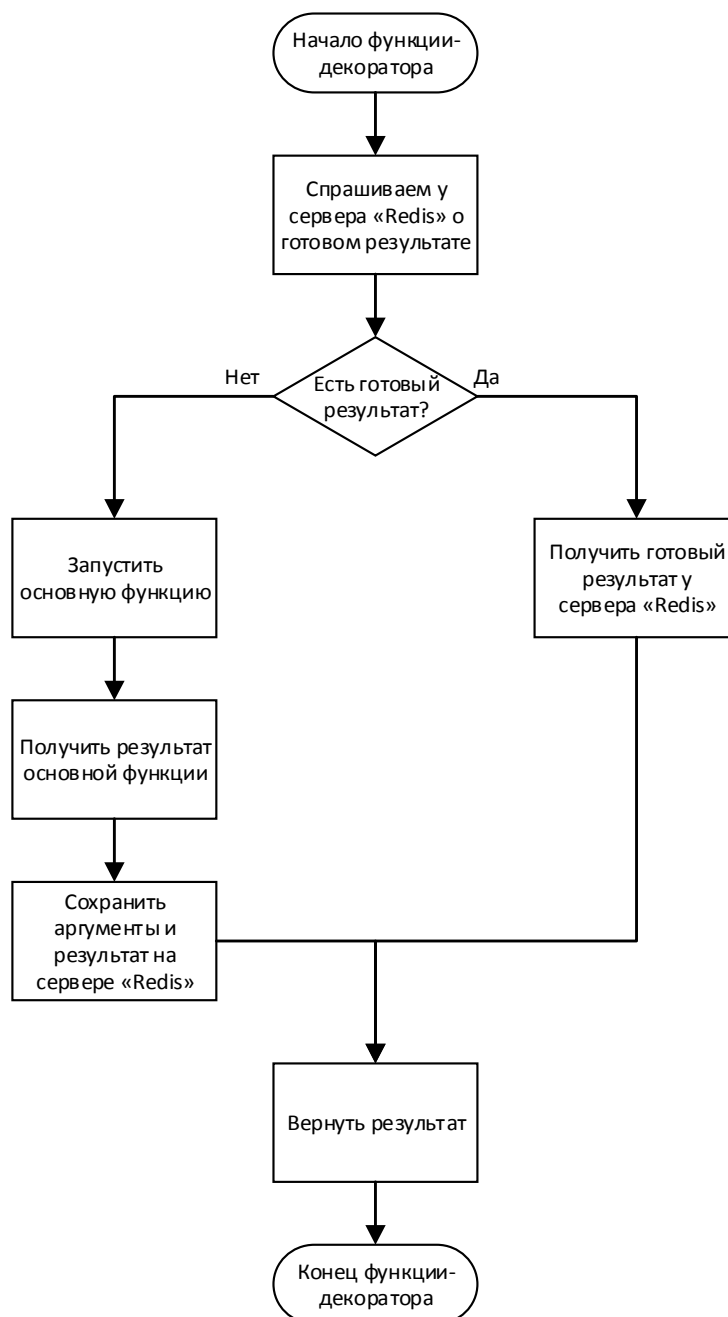 Начало функции-
декоратора
Спрашиваем у
сервера «Redis» о
готовом результате
Нет
Есть готовый
результат?
Да
Запустить
основную функцию
Получить готовый
результат у
сервера «Redis»
Получить результат
основной функции
Сохранить
аргументы и
результат на
сервере «Redis»
Вернуть результат
Конец функции-
декоратора